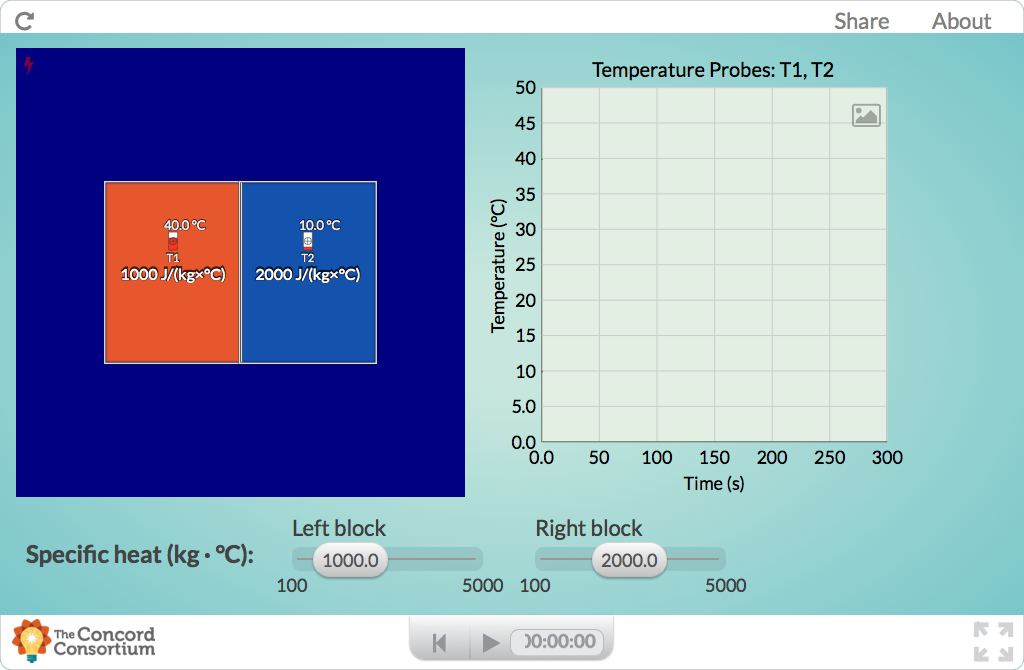 Share About
Temperature Probes: T1, T2
50
45
40
35
30
25
20
15
10
5.0
0.0
Temperature (°C)
0.0 50 100 150 200 250 300
Time (s)
40.0 °C 10.0 °C
T1 T2
1000 J/(kg×°C) 2000 J/(kg×°C)
Left block Right block
Specific heat (kg · °C): 1000.0 2000.0
100 5000 100 5000
The Concord
Consortium
00:00:00